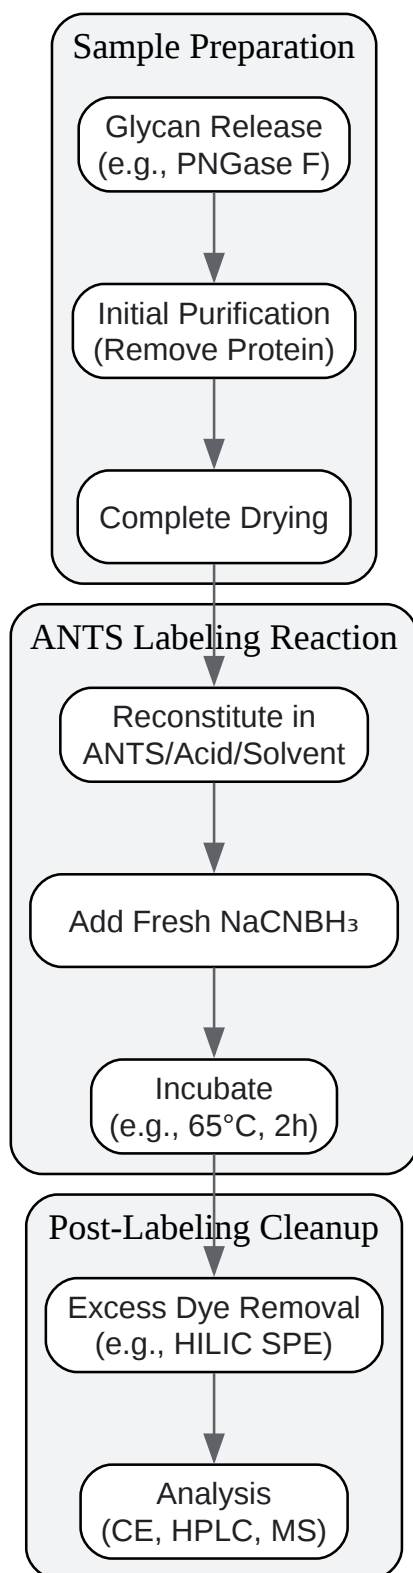 Sample Preparation
Glycan Release
(e.g., PNGase F)
Initial Purification
(Remove Protein)
Complete Drying
ANTS Labeling Reaction
Reconstitute in
ANTS/Acid/Solvent
Add Fresh NaCNBH₃
Incubate
(e.g., 65°C, 2h)
Post-Labeling Cleanup
Excess Dye Removal
(e.g., HILIC SPE)
Analysis
(CE, HPLC, MS)